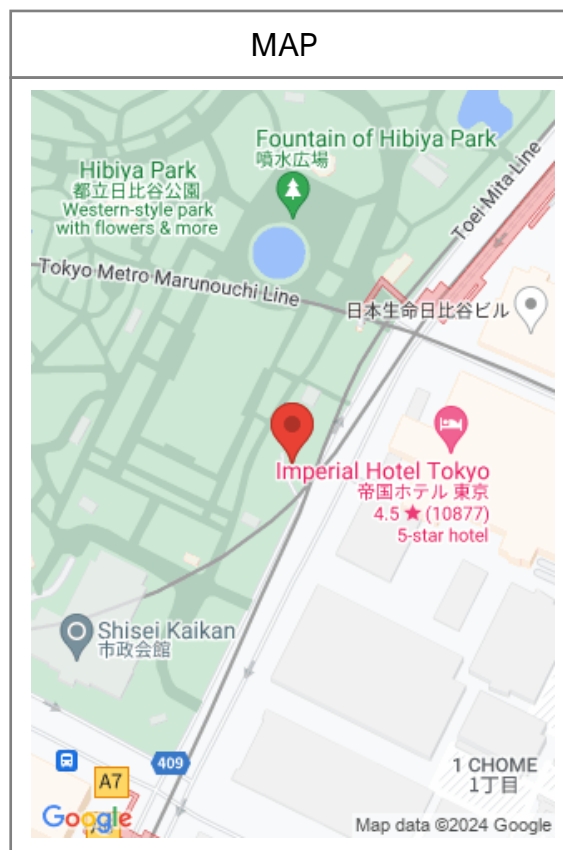 MAP
Fountain of Hibiya Park
噴水広場
Hibiya Park
都立日比谷公園
Western-style park
with flowers & more
Toei Mita Line
Tokyo Metro Marunouchi Line
日本生命日比谷ビル
Imperial Hotel Tokyo
帝国ホテル 東京
4.5 ★ (10877)
5-star hotel
Shisei Kaikan
市政会館
409
1 CHOME
1丁目
A7
Google
Map data ©2024 Google